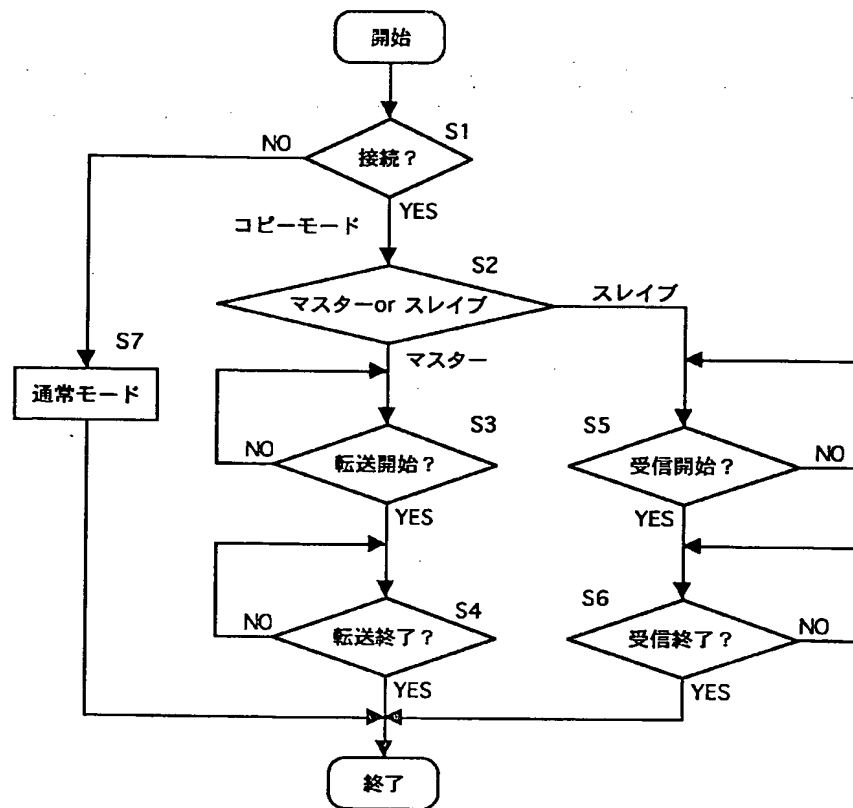 開始
S1
NO
接続?
YES
コピーモード
S2
マスターor スレイブ
スレイブ
S7
マスター
通常モード
S3
S5
NO
転送開始?
受信開始?
NO
YES
YES
S4
S6
NO
転送終了?
受信終了?
NO
YES
YES
終了